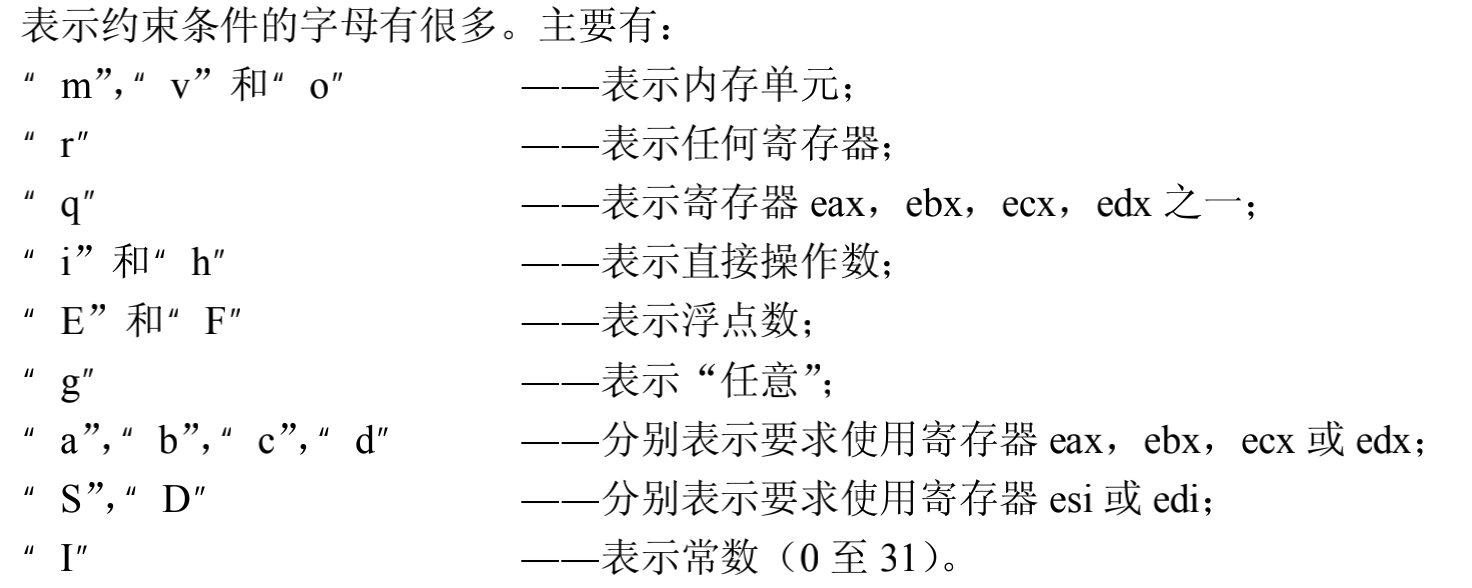 表示约束条件的字母有很多。主要有：
“ m”，“ v” 和“ o” ——表示内存单元；
“ r” ——表示任何寄存器；
“ q” ——表示寄存器 eax，ebx，ecx，edx 之一；
“ i” 和“ h” ——表示直接操作数；
“ E” 和“ F” ——表示浮点数；
“ g” ——表示“任意”；
“ a”，“ b”，“ c”，“ d” ——分别表示要求使用寄存器 eax，ebx，ecx 或 edx；
“ S”，“ D” ——分别表示要求使用寄存器 esi 或 edi；
“ I” ——表示常数（0 至 31）。